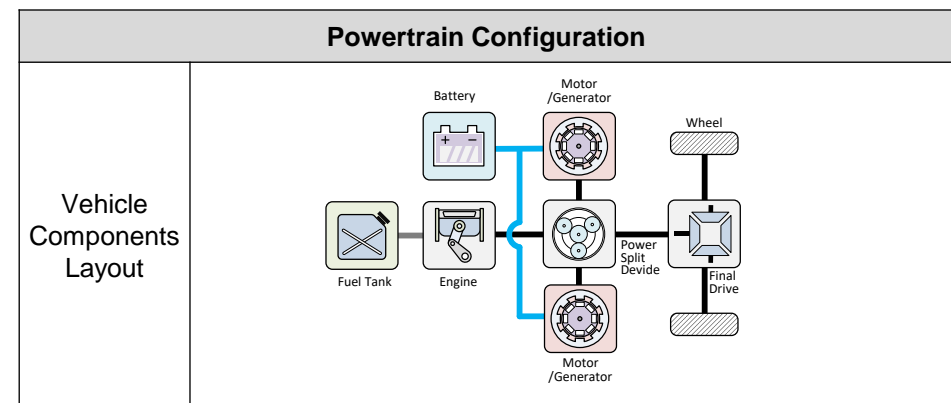 Powertrain Configuration
Vehicle
Components
Layout
Battery
Motor
/Generator
Wheel
+ −
Fuel Tank
Engine
Power
Split
Devide
Final
Drive
Motor
/Generator